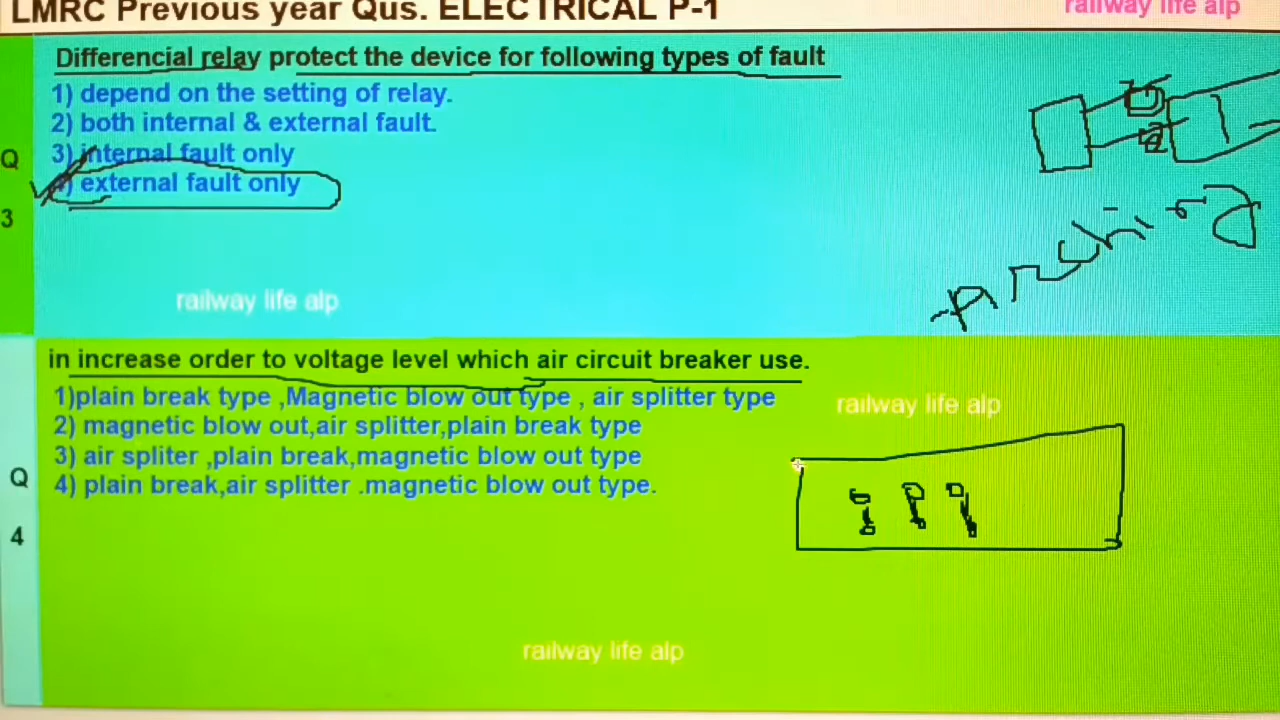 LMRC Previous year Qus. ELECTRICAL P-1
railway life alp
Q
3
Differencial relay protect the device for following types of fault
1) depend on the setting of relay.
2) both internal & external fault.
3) internal fault only
4) external fault only
railway life alp
Q
4
in increase order to voltage level which air circuit breaker use.
1)plain break type ,Magnetic blow out type , air splitter type
2) magnetic blow out,air splitter,plain break type
3) air spliter ,plain break,magnetic blow out type
4) plain break,air splitter .magnetic blow out type.
railway life alp
railway life alp